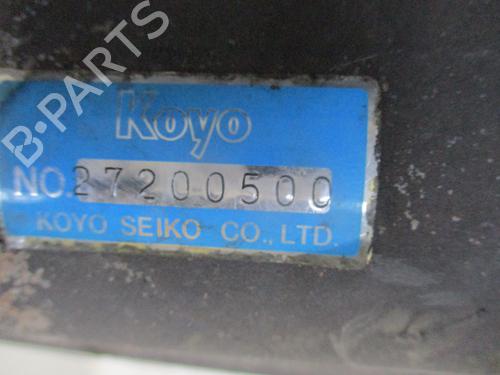 B-PARTS
Koyo
NO.27200500
KOYO SEIKO CO., LTD.